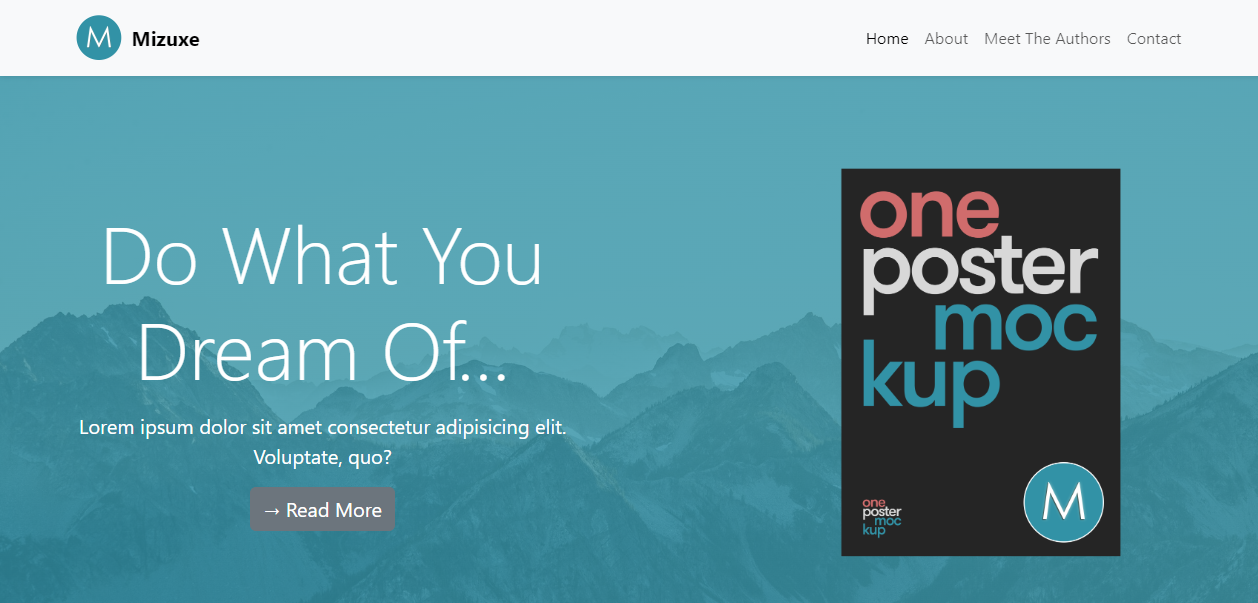 M Mizuxe
Home About Meet The Authors Contact
Do What You
Dream Of...
Lorem ipsum dolor sit amet consectetur adipisicing elit.
Voluptate, quo?
→ Read More
one
poster
moc
kup
one
poster
moc
kup
M